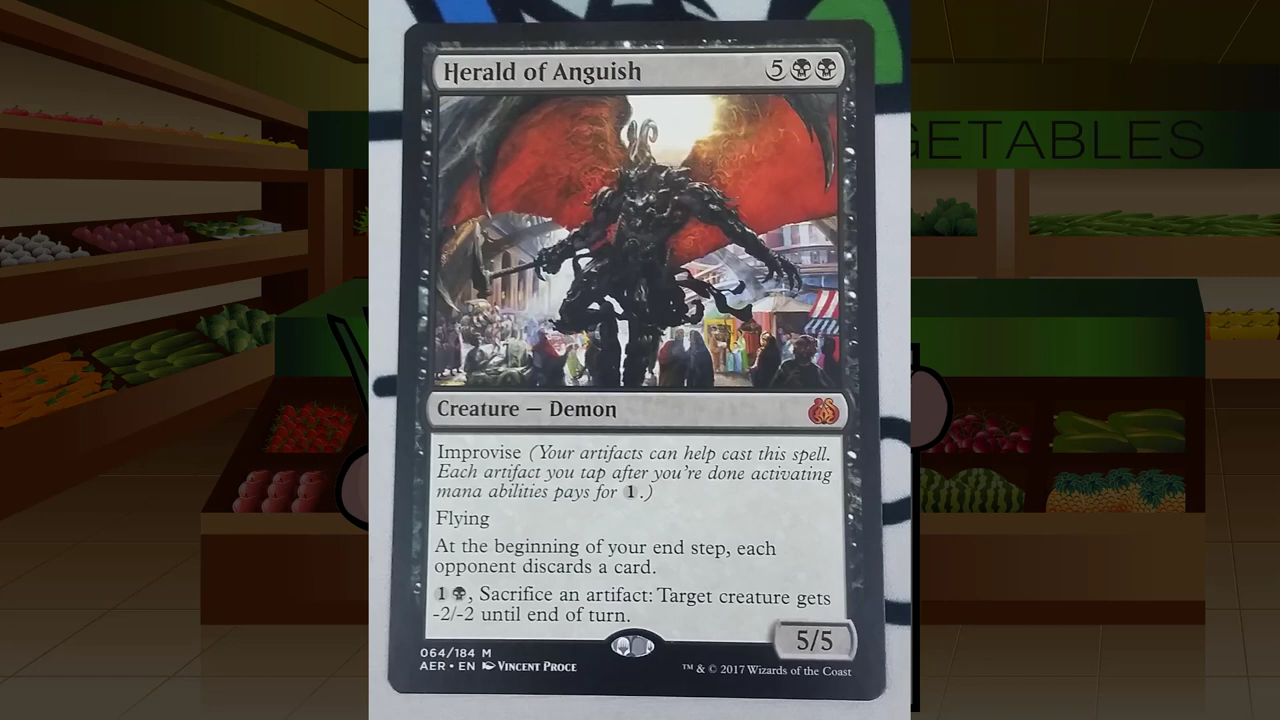 Herald of Anguish 5
GETABLES
Creature — Demon
Improvise (Your artifacts can help cast this spell.
Each artifact you tap after you're done activating
mana abilities pays for 1.)
Flying
At the beginning of your end step, each
opponent discards a card.
1, Sacrifice an artifact: Target creature gets
-2/-2 until end of turn.
5/5
064/184 M
AER • EN Vincent Proce
™ & © 2017 Wizards of the Coast